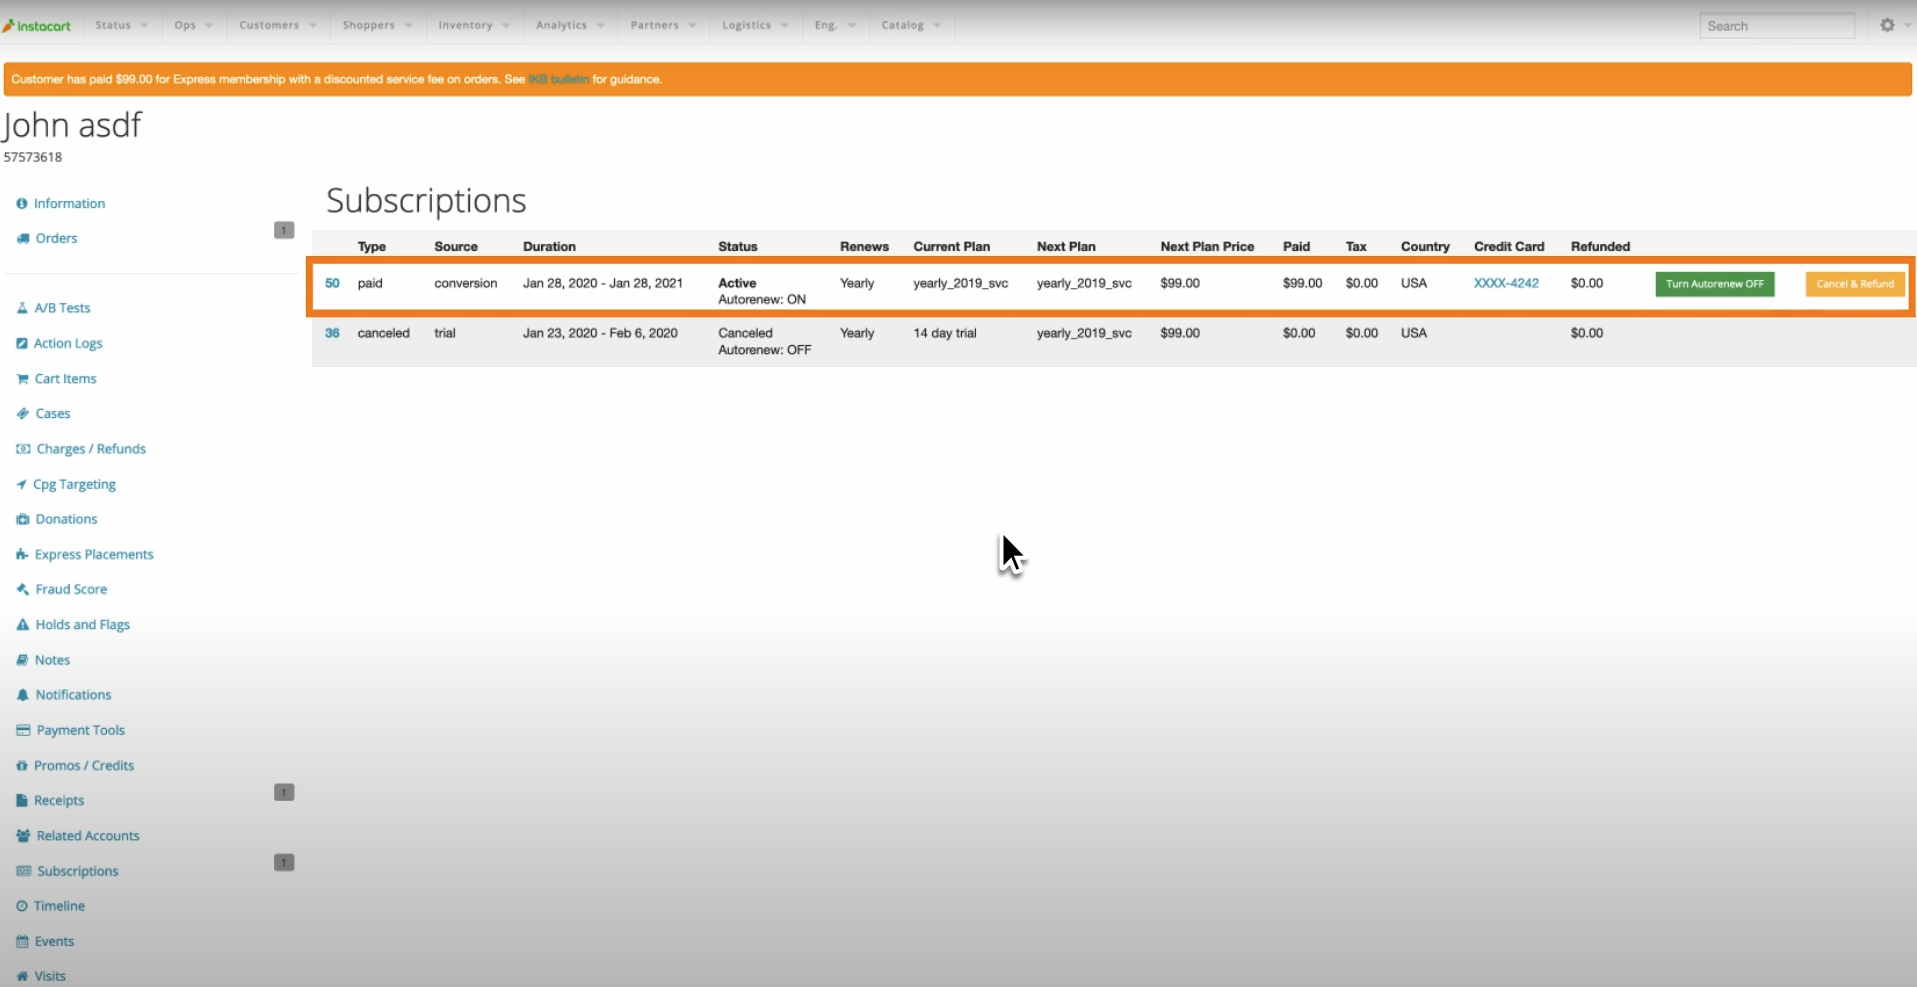 instacart Status Ops Customers Shoppers Inventory Analytics Partners Logistics Eng. Catalog Search
Customer has paid $99.00 for Express membership with a discounted service fee on orders. See IKB bulletin for guidance.
John asdf
57573618
Information
Orders 1
A/B Tests
Action Logs
Cart Items
Cases
Charges / Refunds
Cpg Targeting
Donations
Express Placements
Fraud Score
Holds and Flags
Notes
Notifications
Payment Tools
Promos / Credits
Receipts 1
Related Accounts
Subscriptions 1
Timeline
Events
Visits
Subscriptions
Type Source Duration Status Renews Current Plan Next Plan Next Plan Price Paid Tax Country Credit Card Refunded
50 paid conversion Jan 28, 2020 - Jan 28, 2021 Active Yearly yearly_2019_svc yearly_2019_svc $99.00 $99.00 $0.00 USA XXXX-4242 $0.00 Turn Autorenew OFF Cancel & Refund
Autorenew: ON
36 canceled trial Jan 23, 2020 - Feb 6, 2020 Canceled Yearly 14 day trial yearly_2019_svc $99.00 $0.00 $0.00 USA $0.00
Autorenew: OFF